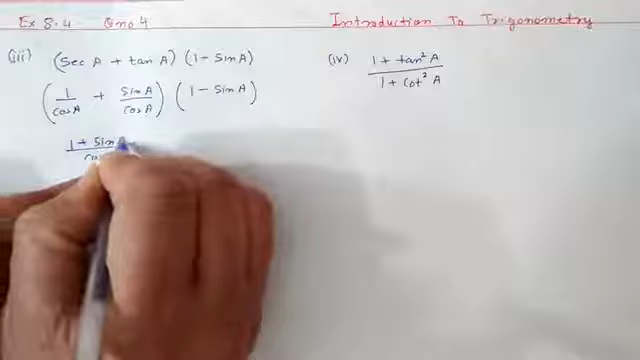 Ex 8.4 Qno 4 Introduction To Trigonometry
(iii) (sec A + tan A) (1 - sin A)
(1/cos A + sin A/cos A) (1 - sin A)
1 + sin A
(iv) 1 + tan² A
1 + cot² A